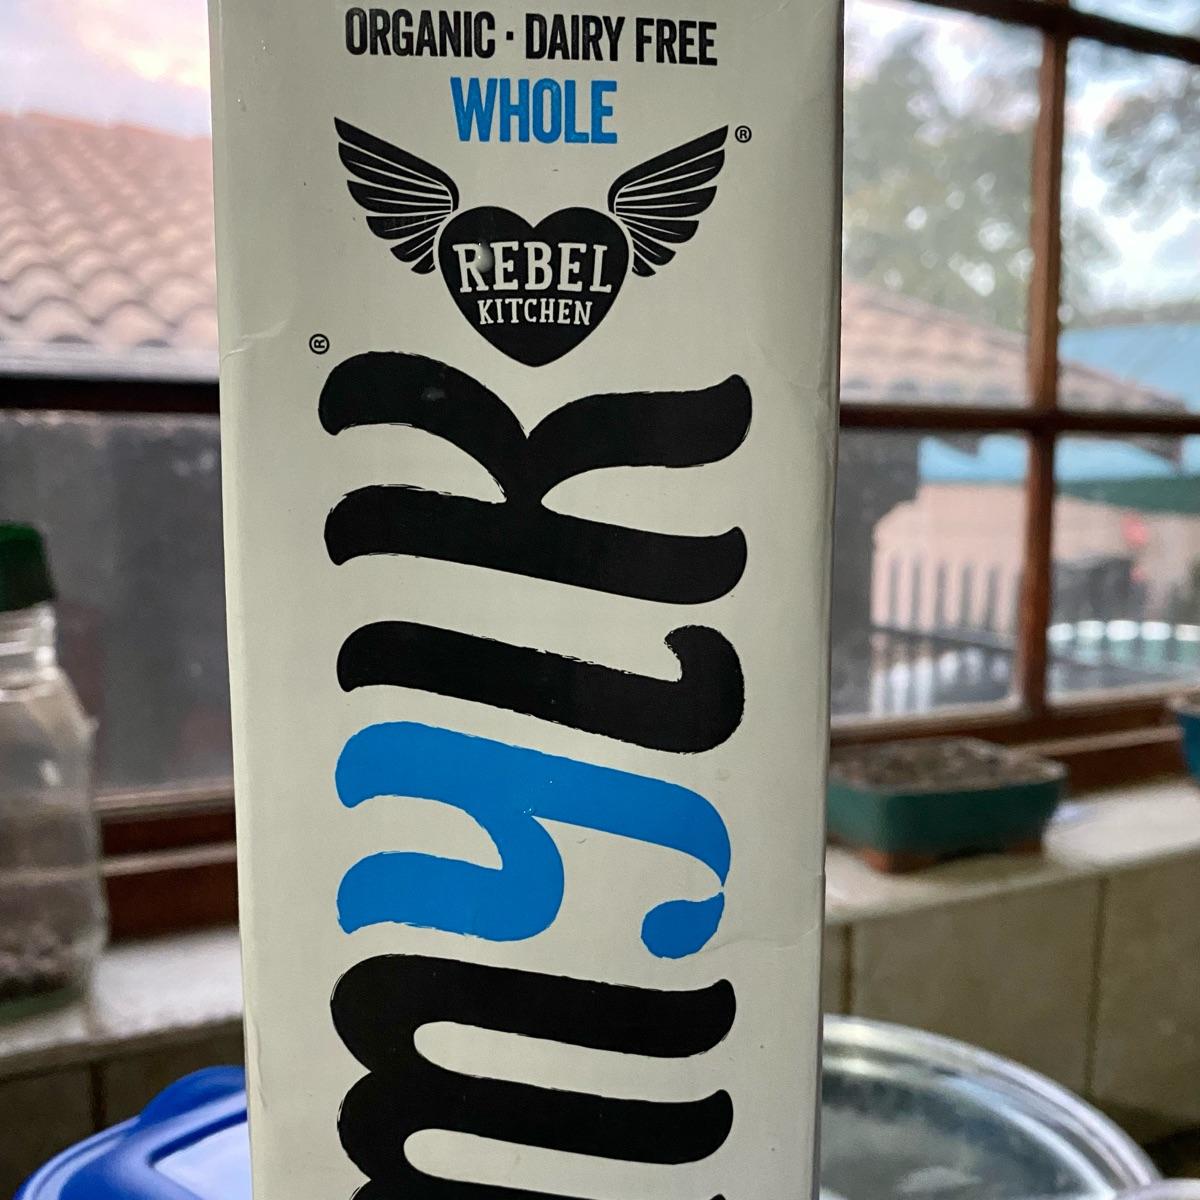 ORGANIC · DAIRY FREE
WHOLE
®
REBEL
KITCHEN
®
mylk